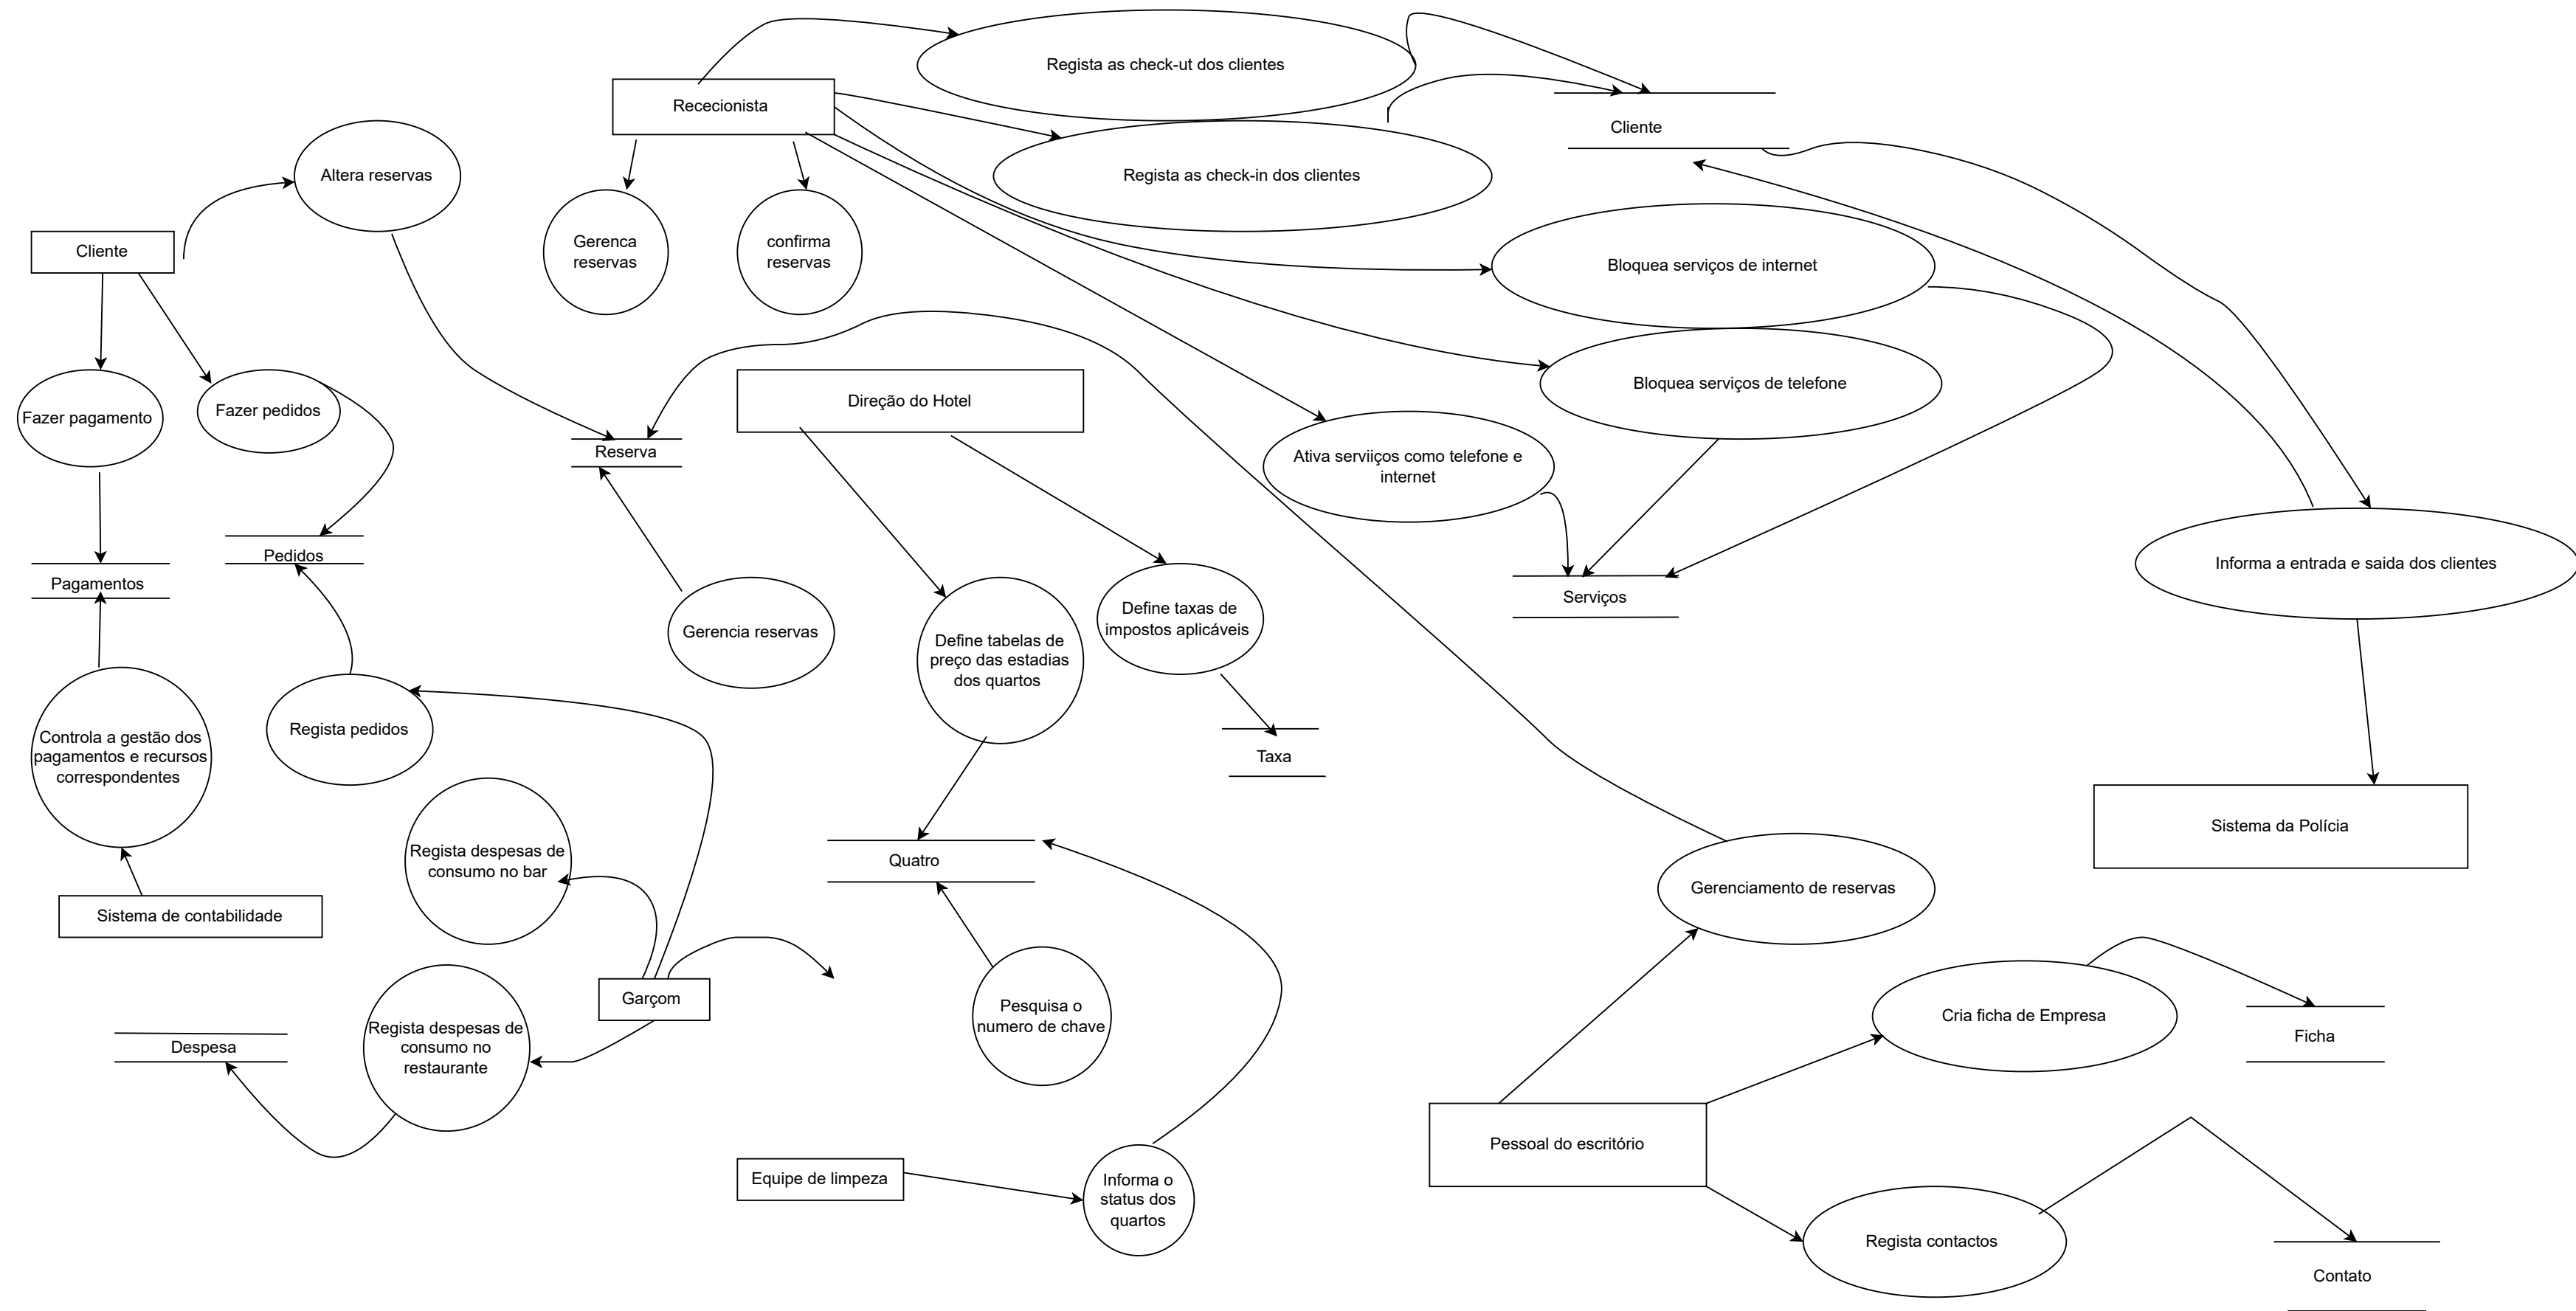 Regista as check-ut dos clientes
Rececionista
Cliente
Altera reservas
Regista as check-in dos clientes
Cliente
Gerenca
reservas
confirma
reservas
Bloquea serviços de internet
Bloquea serviços de telefone
Direção do Hotel
Fazer pagamento
Fazer pedidos
Reserva
Ativa serviiços como telefone e
internet
Pedidos
Pagamentos
Serviços
Informa a entrada e saida dos clientes
Gerencia reservas
Define tabelas de
preço das estadias
dos quartos
Define taxas de
impostos aplicáveis
Controla a gestão dos
pagamentos e recursos
correspondentes
Regista pedidos
Taxa
Sistema da Polícia
Regista despesas de
consumo no bar
Quatro
Gerenciamento de reservas
Sistema de contabilidade
Garçom
Pesquisa o
numero de chave
Cria ficha de Empresa
Ficha
Despesa
Regista despesas de
consumo no
restaurante
Pessoal do escritório
Equipe de limpeza
Informa o
status dos
quartos
Regista contactos
Contato